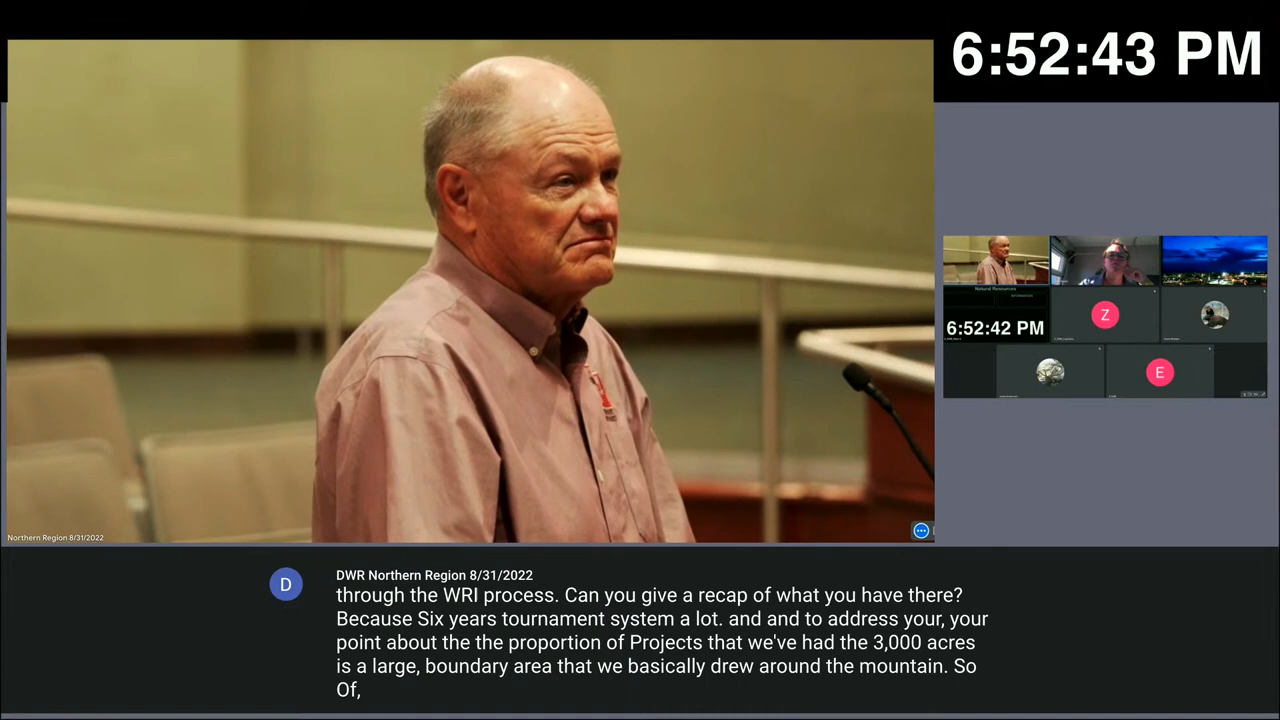 6:52:43 PM
Natural Resources
6:52:42 PM
Z
E
Northern Region 8/31/2022
D
DWR Northern Region 8/31/2022
through the WRI process. Can you give a recap of what you have there?
Because Six years tournament system a lot. and and to address your, your
point about the the proportion of Projects that we've had the 3,000 acres
is a large, boundary area that we basically drew around the mountain. So
Of,